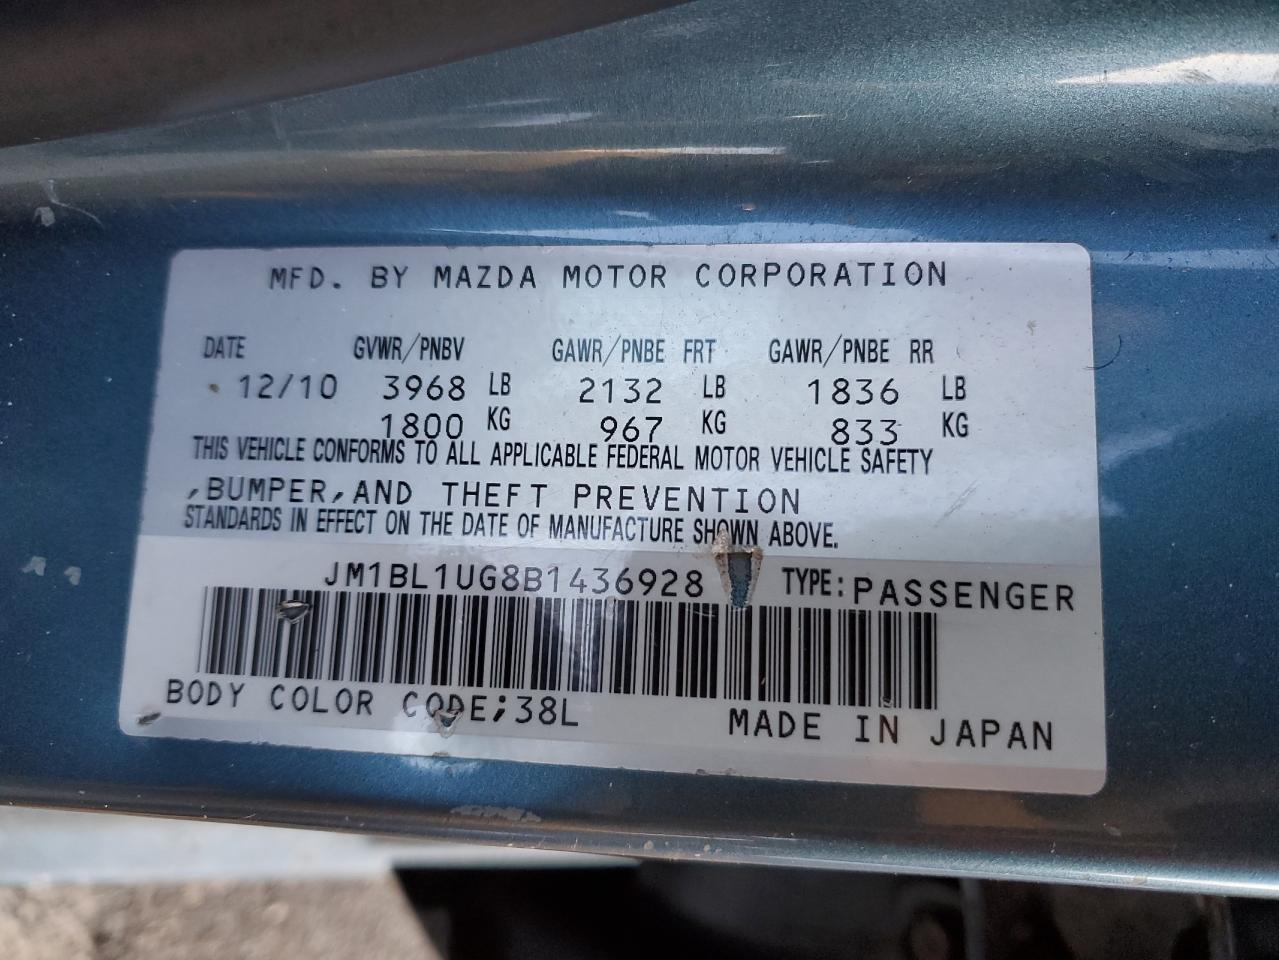 MFD. BY MAZDA MOTOR CORPORATION
DATE GVWR/PNBV GAWR/PNBE FRT GAWR/PNBE RR
12/10 3968 LB 2132 LB 1836 LB
1800 KG 967 KG 833 KG
THIS VEHICLE CONFORMS TO ALL APPLICABLE FEDERAL MOTOR VEHICLE SAFETY
,BUMPER,AND THEFT PREVENTION
STANDARDS IN EFFECT ON THE DATE OF MANUFACTURE SHOWN ABOVE.
JM1BL1UG8B1436928 TYPE:PASSENGER
BODY COLOR CODE;38L
MADE IN JAPAN